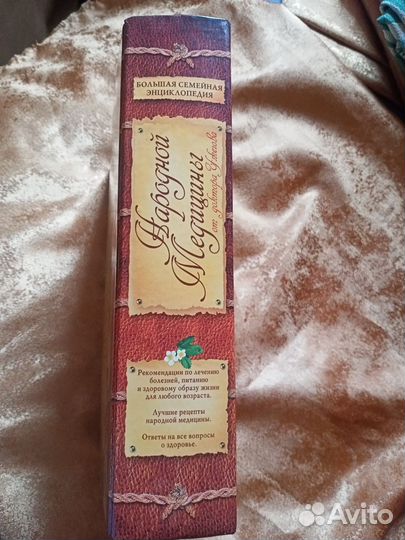 БОЛЬШАЯ СЕМЕЙНАЯ
ЭНЦИКЛОПЕДИЯ
Народной
Медицины
от доктора Ужегова
Рекомендации по лечению
болезней, питанию
и здоровому образу жизни
для любого возраста.
Лучшие рецепты
народной медицины.
Ответы на все вопросы
о здоровье.
Avito